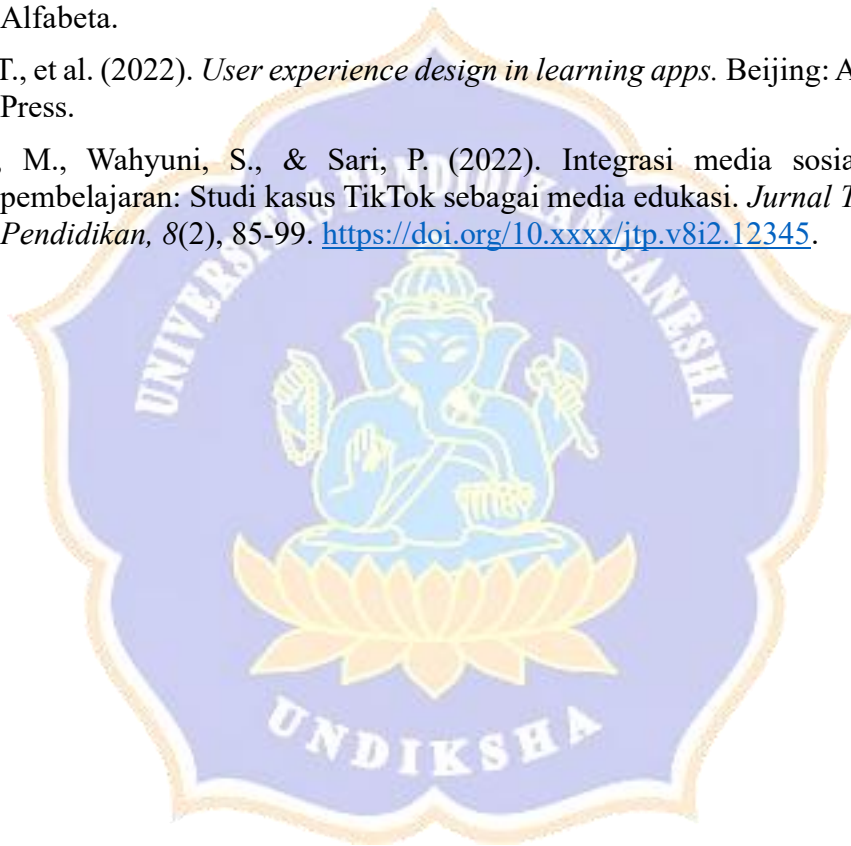 Alfabeta.
T., et al. (2022). User experience design in learning apps. Beijing: A
Press.
, M., Wahyuni, S., & Sari, P. (2022). Integrasi media sosia
pembelajaran: Studi kasus TikTok sebagai media edukasi. Jurnal T
Pendidikan, 8(2), 85-99. https://doi.org/10.xxxx/jtp.v8i2.12345.
UNIVERSITAS PENDIDIKAN GANESHA
UNDIKSHA